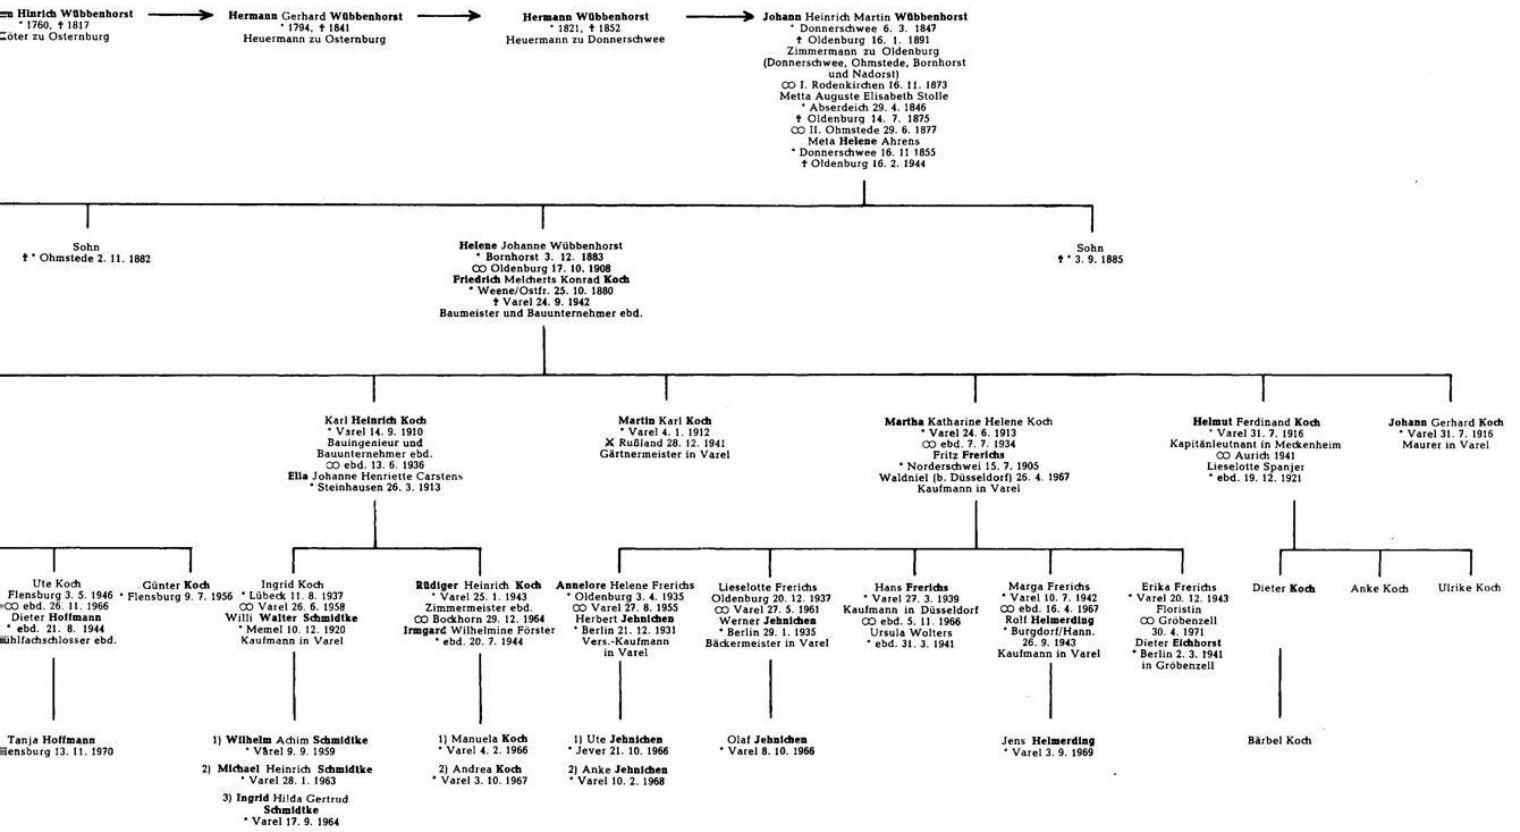 Hinrich Wübbenhorst
* 1760, † 1817
Köter zu Osternburg
Hermann Gerhard Wübbenhorst
* 1794, † 1841
Heuermann zu Osternburg
Hermann Wübbenhorst
* 1821, † 1852
Heuermann zu Donnerschwee
Johann Heinrich Martin Wübbenhorst
* Donnerschwee 6. 3. 1847
† Oldenburg 16. 1. 1891
Zimmermann zu Oldenburg
(Donnerschwee, Ohmstede, Bornhorst
und Nadorst)
∞ I. Rodenkirchen 16. 11. 1873
Metta Auguste Elisabeth Stolle
* Abserdeich 29. 4. 1846
† Oldenburg 14. 7. 1875
∞ II. Ohmstede 29. 6. 1877
Meta Helene Ahrens
* Donnerschwee 16. 11 1855
† Oldenburg 16. 2. 1944
Sohn
† * Ohmstede 2. 11. 1882
Helene Johanne Wübbenhorst
* Bornhorst 3. 12. 1883
∞ Oldenburg 17. 10. 1908
Friedrich Melcherts Konrad Koch
* Weene/Ostfr. 25. 10. 1880
† Varel 24. 9. 1942
Baumeister und Bauunternehmer ebd.
Sohn
† * 3. 9. 1885
Karl Heinrich Koch
* Varel 14. 9. 1910
Bauingenieur und
Bauunternehmer ebd.
∞ ebd. 13. 6. 1936
Ella Johanne Henriette Carstens
* Steinhausen 26. 3. 1913
Martin Karl Koch
* Varel 4. 1. 1912
⚔ Rußland 28. 12. 1941
Gärtnermeister in Varel
Martha Katharine Helene Koch
* Varel 24. 6. 1913
∞ ebd. 7. 7. 1934
Fritz Frerichs
* Norderschwei 15. 7. 1905
Waldniel (b. Düsseldorf) 26. 4. 1967
Kaufmann in Varel
Helmut Ferdinand Koch
* Varel 31. 7. 1916
Kapitänleutnant in Meckenheim
∞ Aurich 1941
Lieselotte Spanjer
* ebd. 19. 12. 1921
Johann Gerhard Koch
* Varel 31. 7. 1916
Maurer in Varel
Ute Koch
Flensburg 3. 5. 1946
∞ ebd. 26. 11. 1966
Dieter Hoffmann
* ebd. 21. 8. 1944
ebd.
Günter Koch
* Flensburg 9. 7. 1956
Ingrid Koch
* Lübeck 11. 8. 1937
∞ Varel 26. 6. 1958
Willi Walter Schmidtke
* Memel 10. 12. 1920
Kaufmann in Varel
Rüdiger Heinrich Koch
* Varel 25. 1. 1943
Zimmermeister ebd.
∞ Bockhorn 29. 12. 1964
Irmgard Wilhelmine Förster
* ebd. 20. 7. 1944
Annelore Helene Frerichs
* Oldenburg 3. 4. 1935
∞ Varel 27. 8. 1955
Herbert Jehnichen
* Berlin 21. 12. 1931
Vers.-Kaufmann
in Varel
Lieselotte Frerichs
Oldenburg 20. 12. 1937
∞ Varel 27. 5. 1961
Werner Jehnichen
* Berlin 29. 1. 1935
Bäckermeister in Varel
Hans Frerichs
* Varel 27. 3. 1939
Kaufmann in Düsseldorf
∞ ebd. 5. 11. 1966
Ursula Wolters
* ebd. 31. 3. 1941
Marga Frerichs
* Varel 10. 7. 1942
∞ ebd. 16. 4. 1967
Rolf Helmerding
* Burgdorf/Hann.
26. 9. 1943
Kaufmann in Varel
Erika Frerichs
* Varel 20. 12. 1943
Floristin
∞ Gröbenzell
30. 4. 1971
Dieter Eichhorst
* Berlin 2. 3. 1941
in Gröbenzell
Dieter Koch
Anke Koch
Ulrike Koch
Tanja Hoffmann
Flensburg 13. 11. 1970
1) Wilhelm Achim Schmidtke
* Varel 9. 9. 1959
2) Michael Heinrich Schmidtke
* Varel 28. 1. 1963
3) Ingrid Hilda Gertrud
Schmidtke
* Varel 17. 9. 1964
1) Manuela Koch
* Varel 4. 2. 1966
2) Andrea Koch
* Varel 3. 10. 1967
1) Ute Jehnichen
* Jever 21. 10. 1966
2) Anke Jehnichen
* Varel 10. 2. 1968
Olaf Jehnichen
* Varel 8. 10. 1966
Jens Helmerding
* Varel 3. 9. 1969
Bärbel Koch